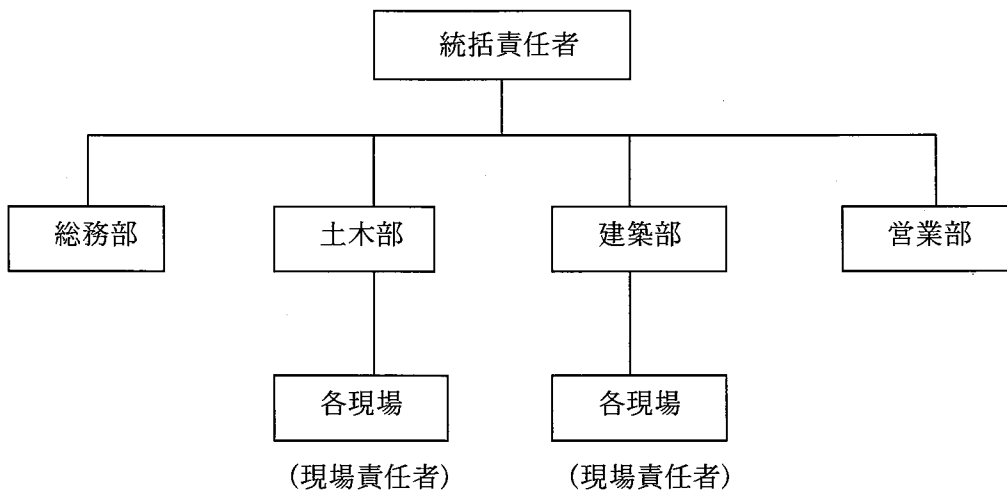 統括責任者
総務部
土木部
建築部
営業部
各現場
各現場
(現場責任者)
(現場責任者)